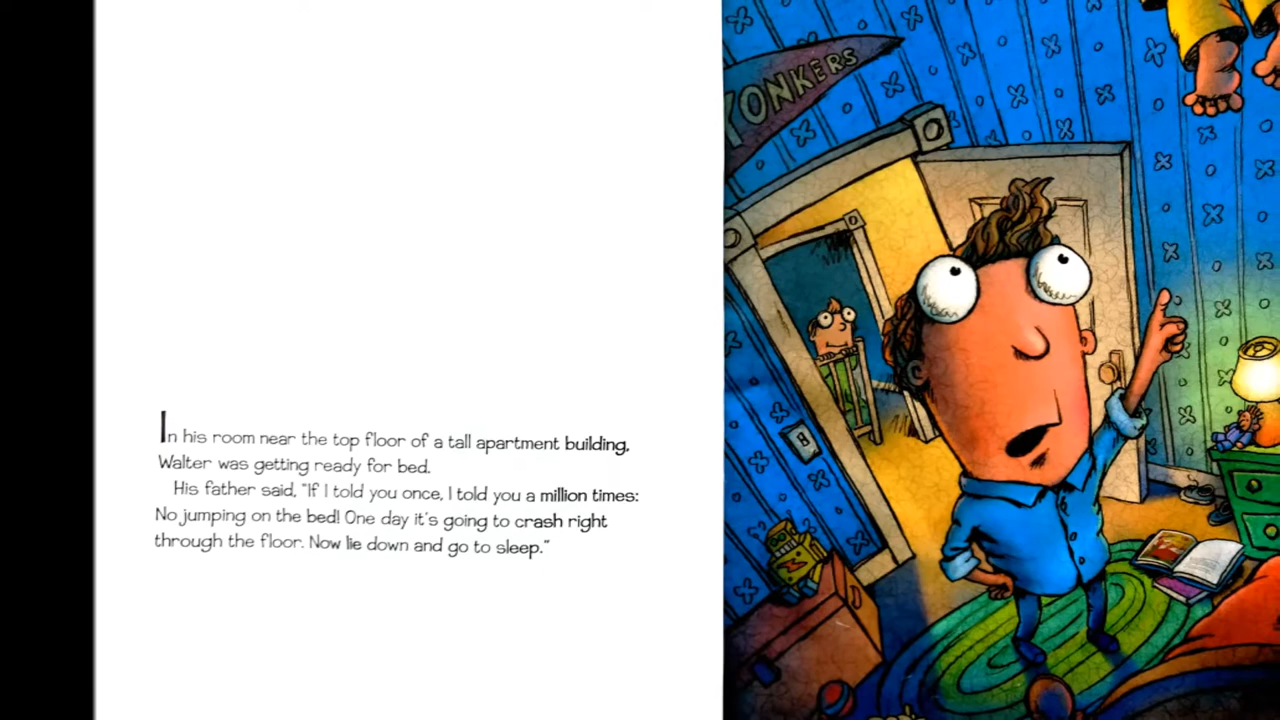 In his room near the top floor of a tall apartment building,
Walter was getting ready for bed.
His father said, "If I told you once, I told you a million times:
No jumping on the bed! One day it's going to crash right
through the floor. Now lie down and go to sleep."
YONKERS